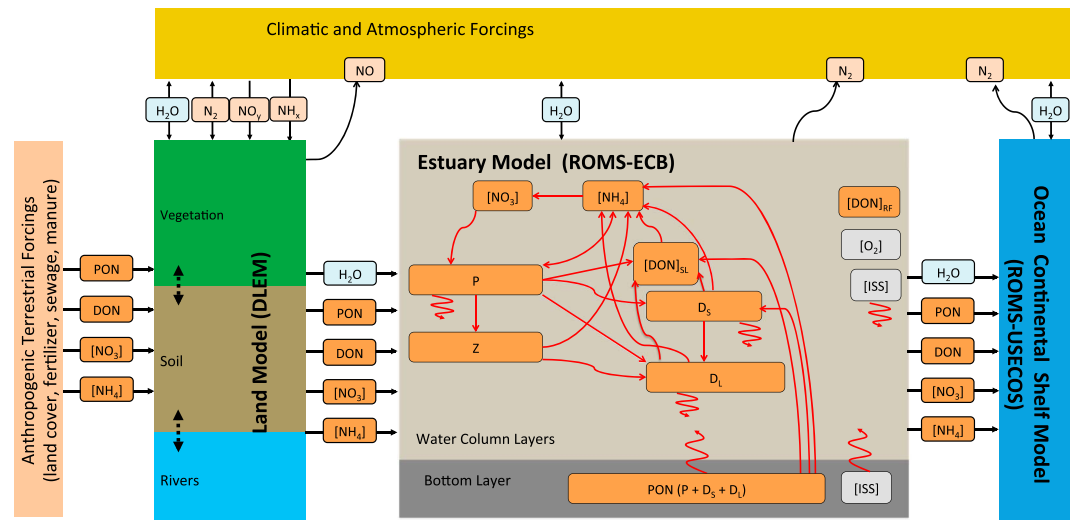 Climatic and Atmospheric Forcings
NO
N2
N2
H2O
N2
NOy
NHx
H2O
H2O
Anthropogenic Terrestrial Forcings
(land cover, fertilizer, sewage, manure)
PON
DON
[NO3]
[NH4]
Land Model (DLEM)
Vegetation
Soil
Rivers
H2O
PON
DON
[NO3]
[NH4]
Estuary Model (ROMS-ECB)
[NO3]
[NH4]
[DON]RF
[O2]
[ISS]
[DON]SL
P
DS
Z
DL
Water Column Layers
Bottom Layer
PON (P + DS + DL)
[ISS]
H2O
PON
DON
[NO3]
[NH4]
Ocean Continental Shelf Model
(ROMS-USECOS)